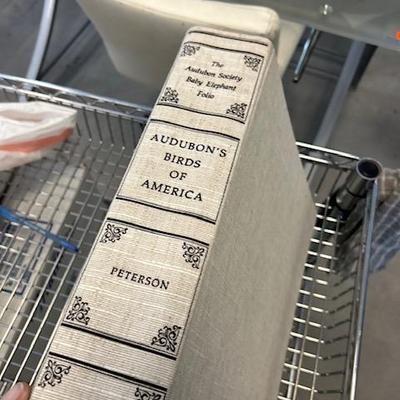 The
Audubon Society
Baby Elephant
Folio
AUDUBON'S
BIRDS
OF
AMERICA
PETERSON